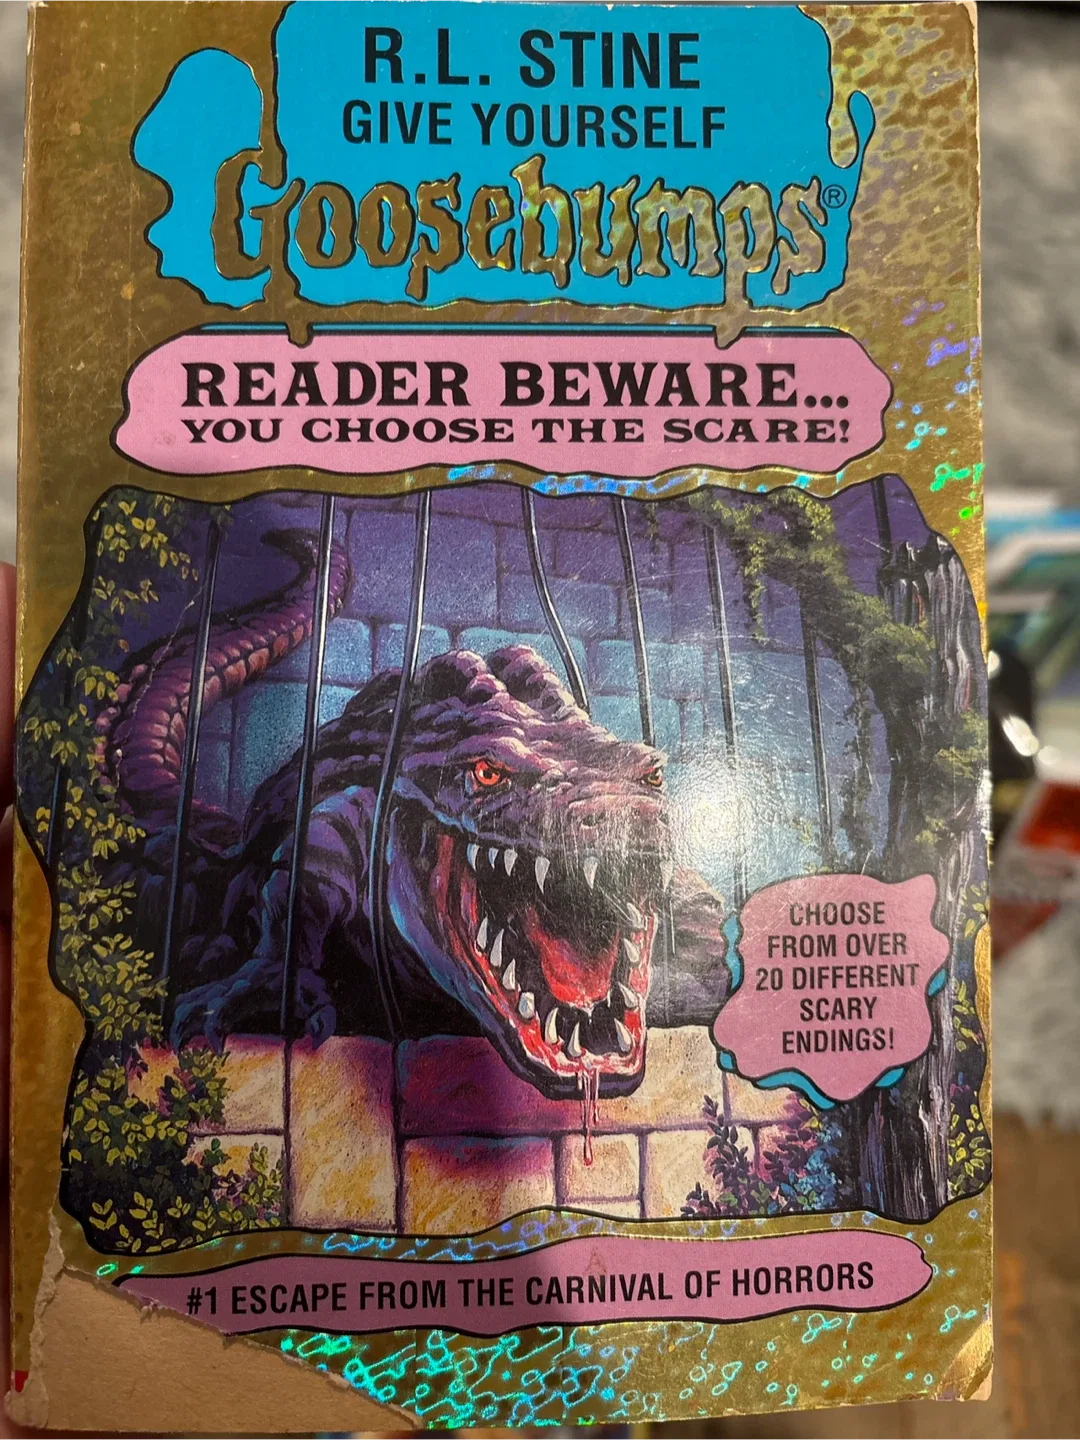 R.L. STINE
GIVE YOURSELF
Goosebumps®
READER BEWARE...
YOU CHOOSE THE SCARE!
CHOOSE
FROM OVER
20 DIFFERENT
SCARY
ENDINGS!
#1 ESCAPE FROM THE CARNIVAL OF HORRORS